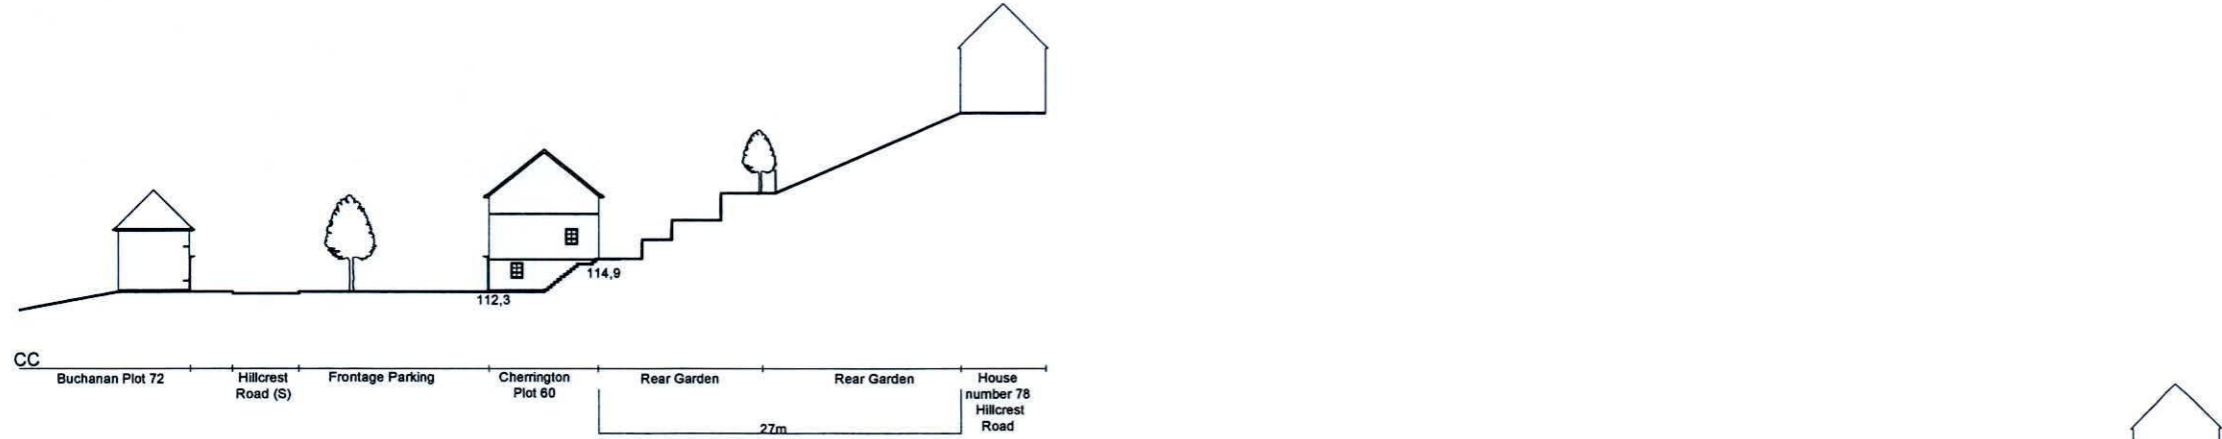 114,9
112,3
CC
Buchanan Plot 72
Hillcrest
Road (S)
Frontage Parking
Cherrington
Plot 60
Rear Garden
Rear Garden
House
number 78
Hillcrest
Road
27m